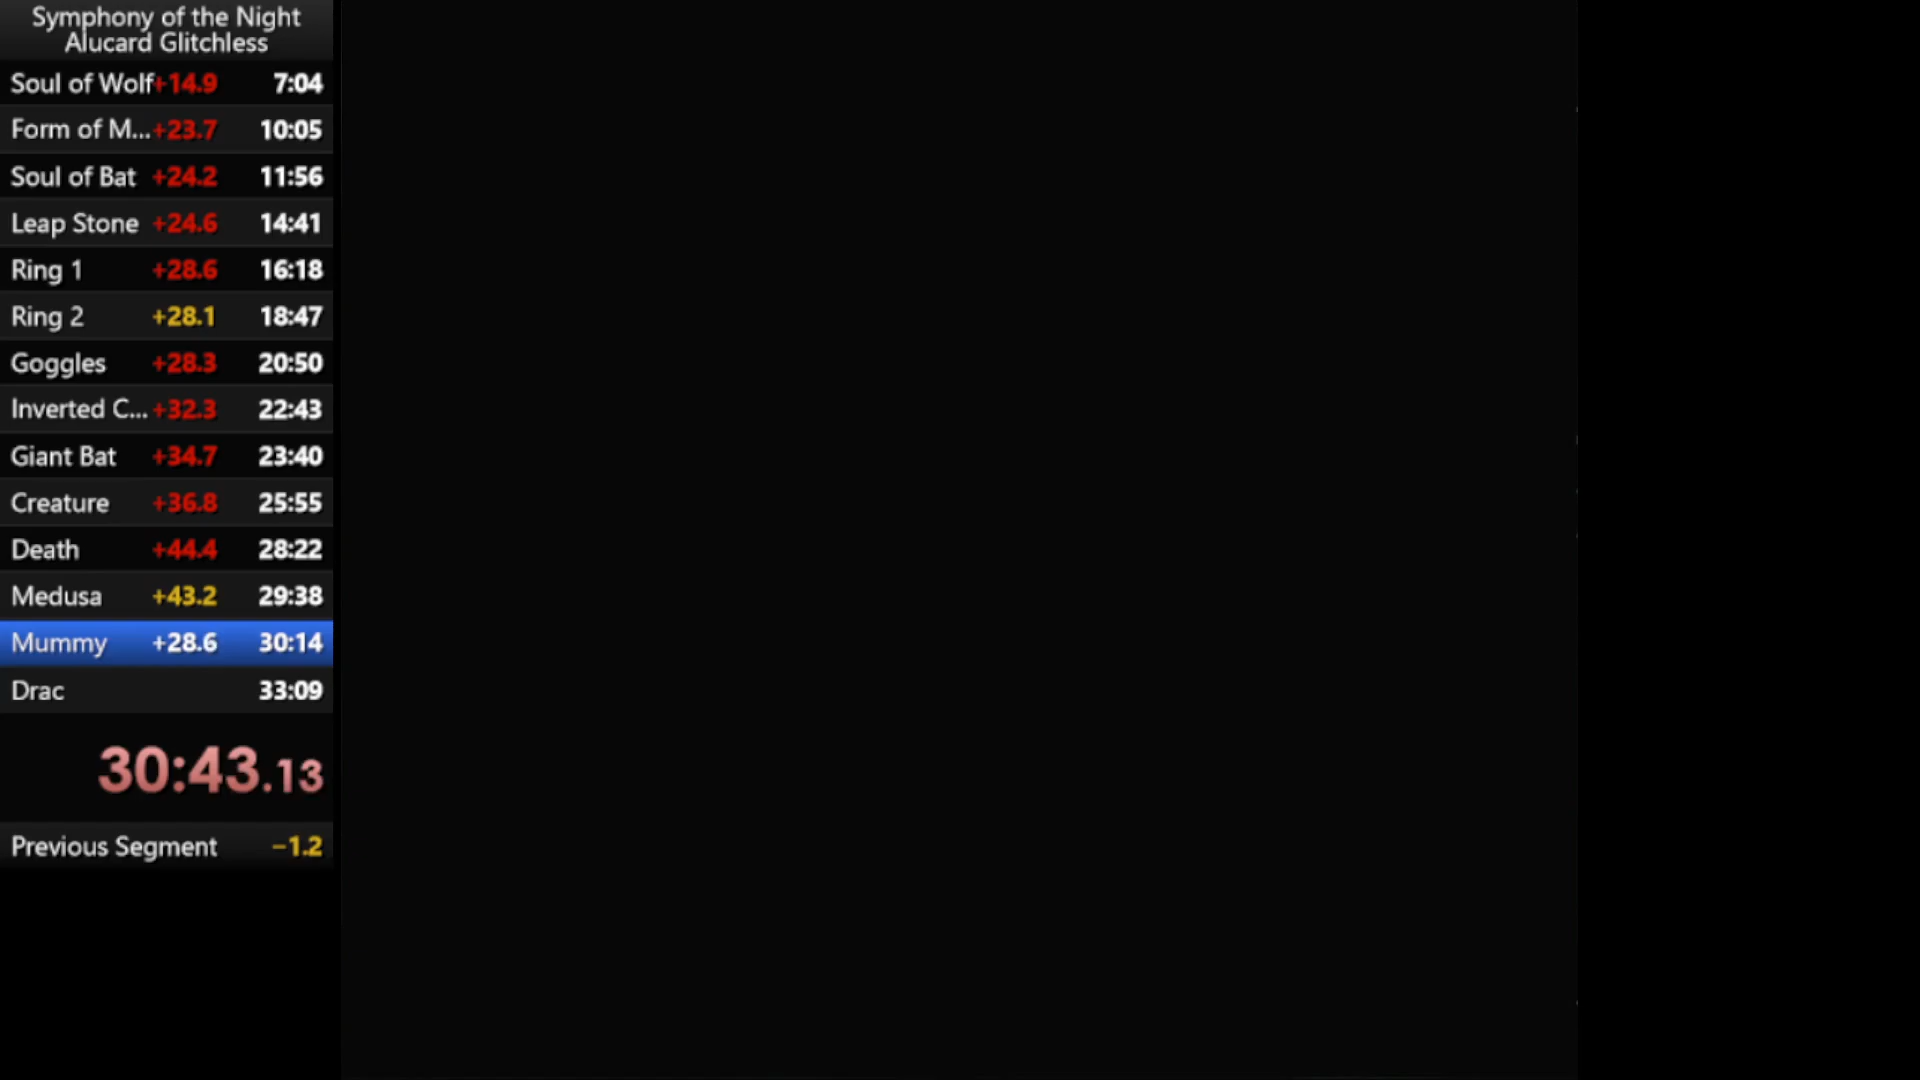 Symphony of the Night
Alucard Glitchless
Soul of Wolf +14.9 7:04
Form of M... +23.7 10:05
Soul of Bat +24.2 11:56
Leap Stone +24.6 14:41
Ring 1 +28.6 16:18
Ring 2 +28.1 18:47
Goggles +28.3 20:50
Inverted C... +32.3 22:43
Giant Bat +34.7 23:40
Creature +36.8 25:55
Death +44.4 28:22
Medusa +43.2 29:38
Mummy +28.6 30:14
Drac 33:09
30:43.13
Previous Segment −1.2